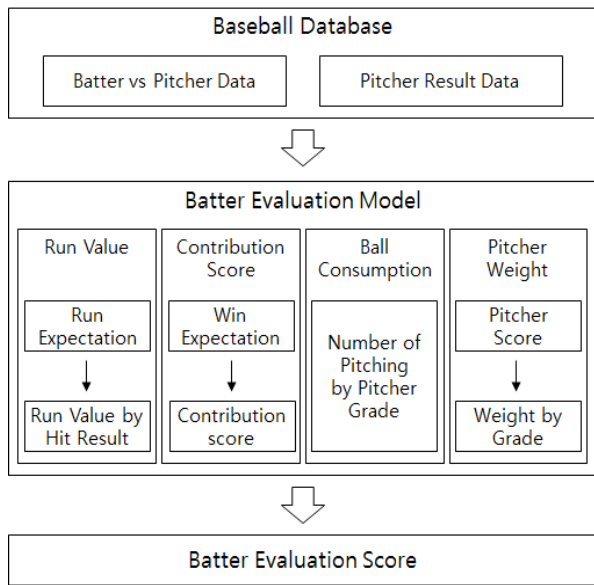 Baseball Database
Batter vs Pitcher Data
Pitcher Result Data
Batter Evaluation Model
Run Value
Run
Expectation
Run Value by
Hit Result
Contribution
Score
Win
Expectation
Contribution
score
Ball
Consumption
Number of
Pitching
by Pitcher
Grade
Pitcher
Weight
Pitcher
Score
Weight by
Grade
Batter Evaluation Score